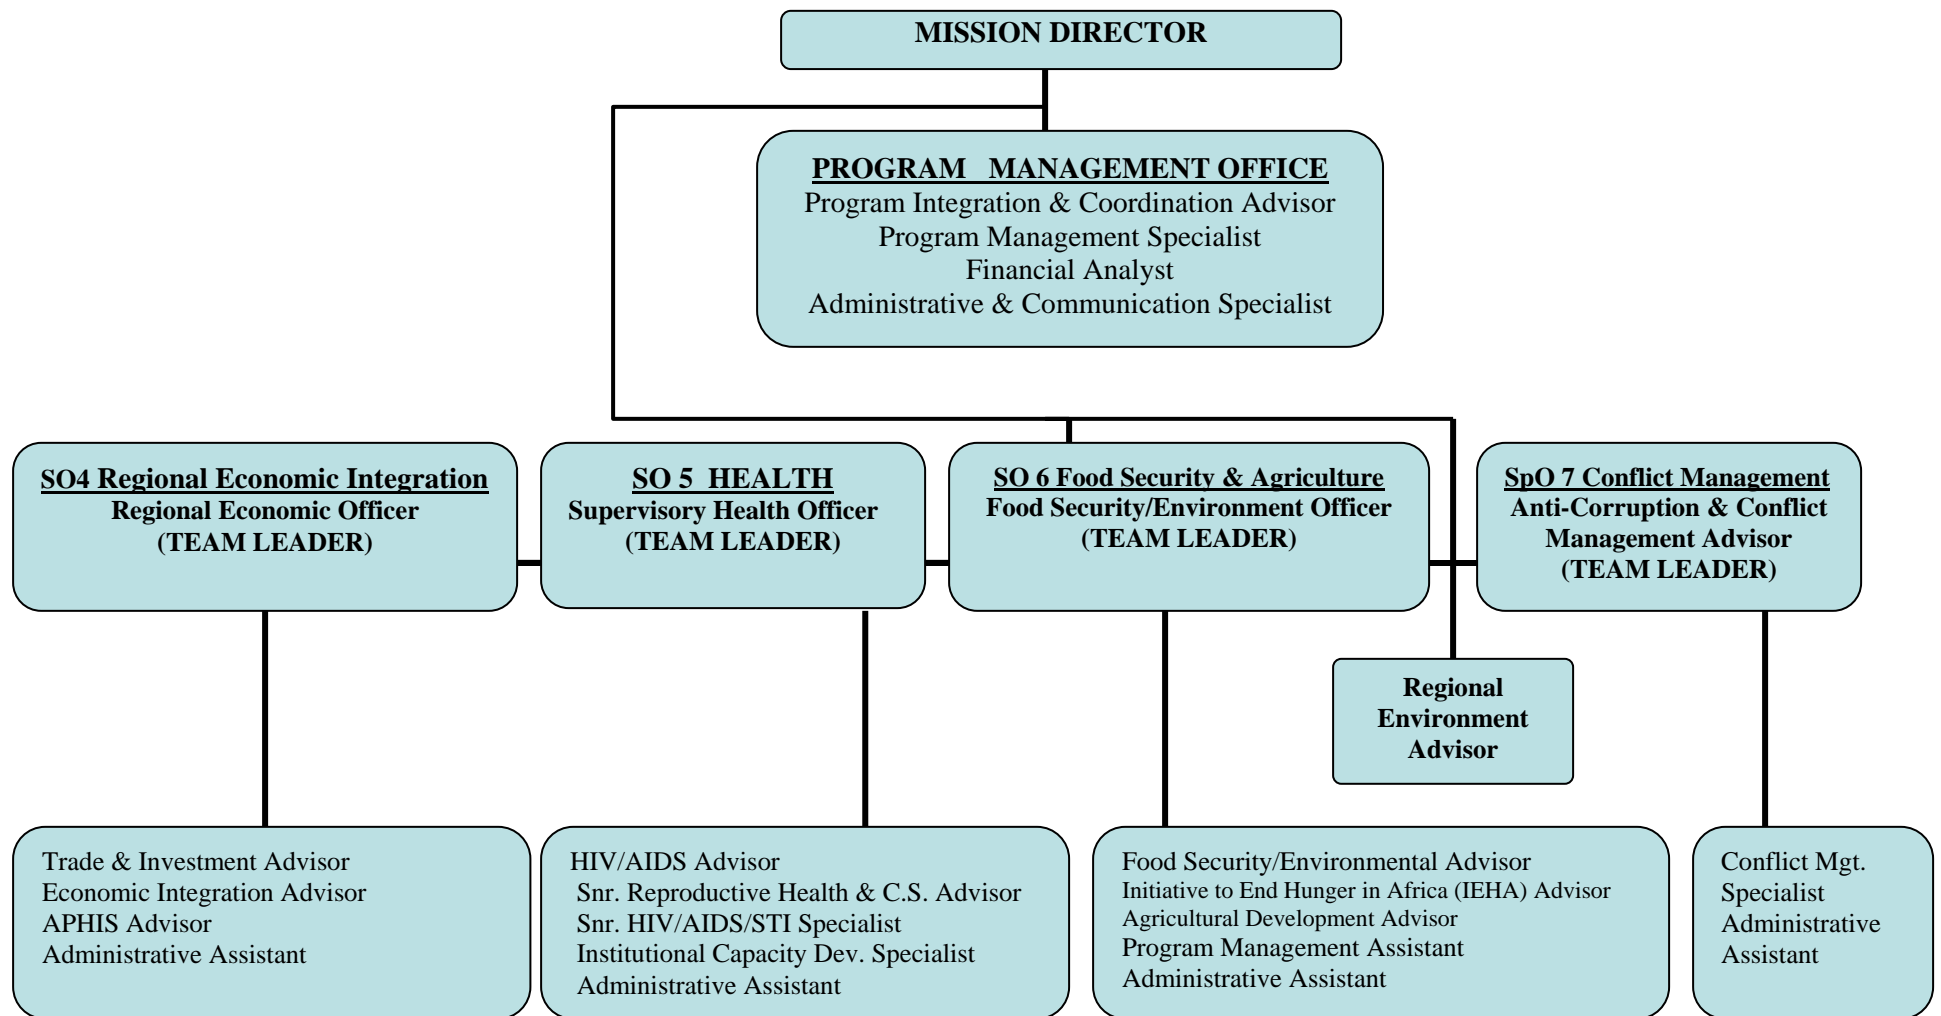 MISSION DIRECTOR
PROGRAM MANAGEMENT OFFICE
Program Integration & Coordination Advisor
Program Management Specialist
Financial Analyst
Administrative & Communication Specialist
SO4 Regional Economic Integration
Regional Economic Officer
(TEAM LEADER)
SO 5 HEALTH
Supervisory Health Officer
(TEAM LEADER)
SO 6 Food Security & Agriculture
Food Security/Environment Officer
(TEAM LEADER)
SpO 7 Conflict Management
Anti-Corruption & Conflict
Management Advisor
(TEAM LEADER)
Regional
Environment
Advisor
Trade & Investment Advisor
Economic Integration Advisor
APHIS Advisor
Administrative Assistant
HIV/AIDS Advisor
Snr. Reproductive Health & C.S. Advisor
Snr. HIV/AIDS/STI Specialist
Institutional Capacity Dev. Specialist
Administrative Assistant
Food Security/Environmental Advisor
Initiative to End Hunger in Africa (IEHA) Advisor
Agricultural Development Advisor
Program Management Assistant
Administrative Assistant
Conflict Mgt.
Specialist
Administrative
Assistant